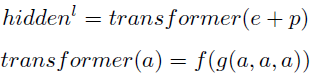 hidden^l = transformer(e + p)
transformer(a) = f(g(a, a, a))